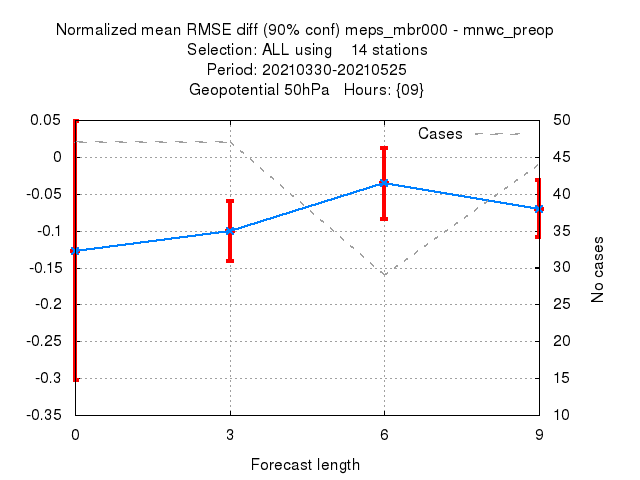 Normalized mean RMSE diff (90% conf) meps_mbr000 - mnwc_preop
Selection: ALL using    14 stations
Period: 20210330-20210525
Geopotential 50hPa   Hours: {09}
Cases
0.05
0
-0.05
-0.1
-0.15
-0.2
-0.25
-0.3
-0.35
50
45
40
35
30
25
20
15
10
No cases
0 3 6 9
Forecast length